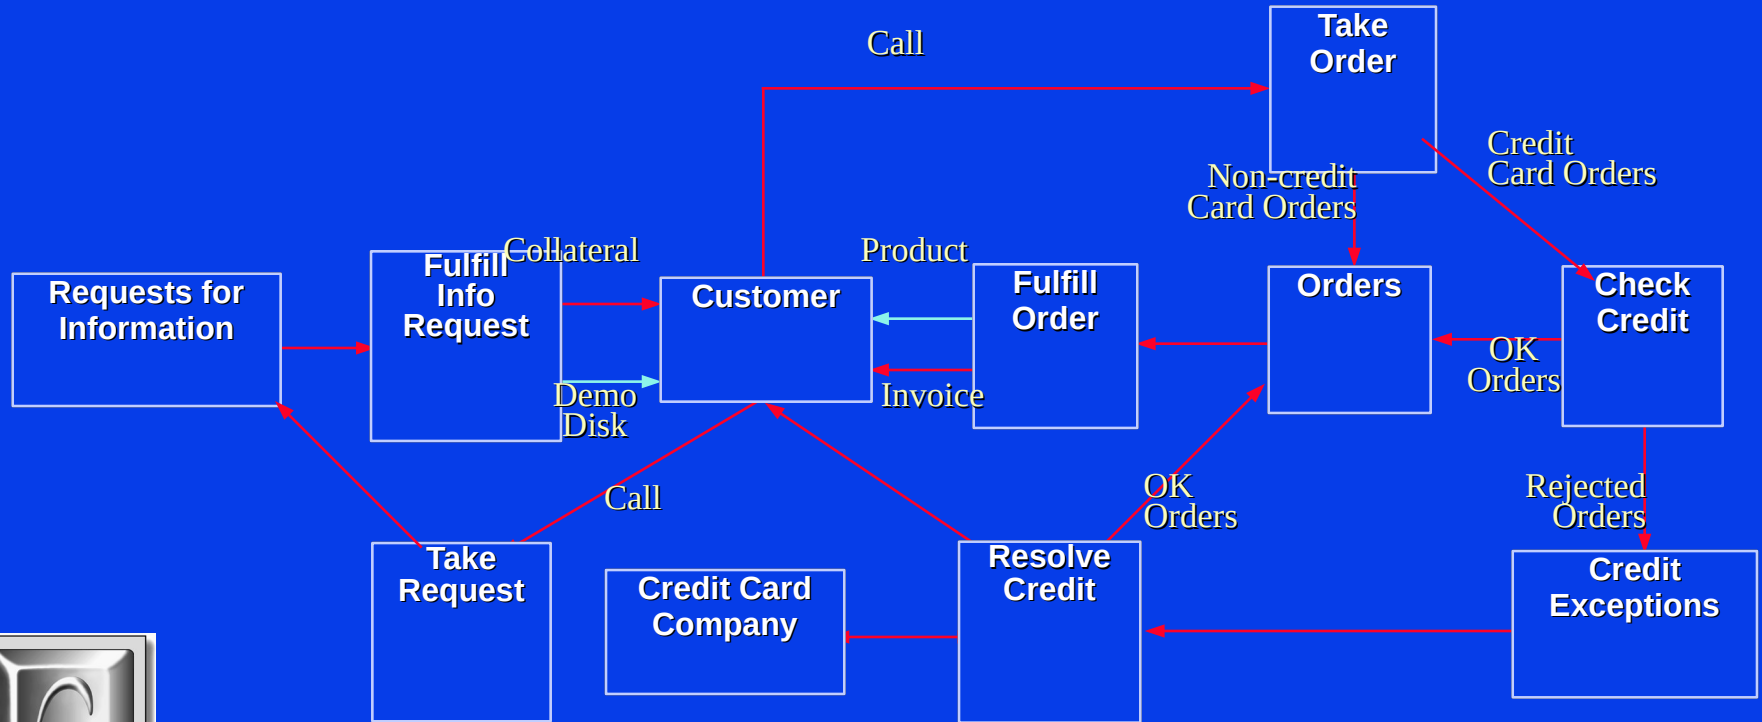 Call
Take
Order
Credit
Card Orders
Non-credit
Card Orders
Requests for
Information
Fulfill
Info
Request
Collateral
Demo
Disk
Customer
Product
Invoice
Fulfill
Order
Orders
OK
Orders
Check
Credit
Call
OK
Orders
Rejected
Orders
Take
Request
Credit Card
Company
Resolve
Credit
Credit
Exceptions